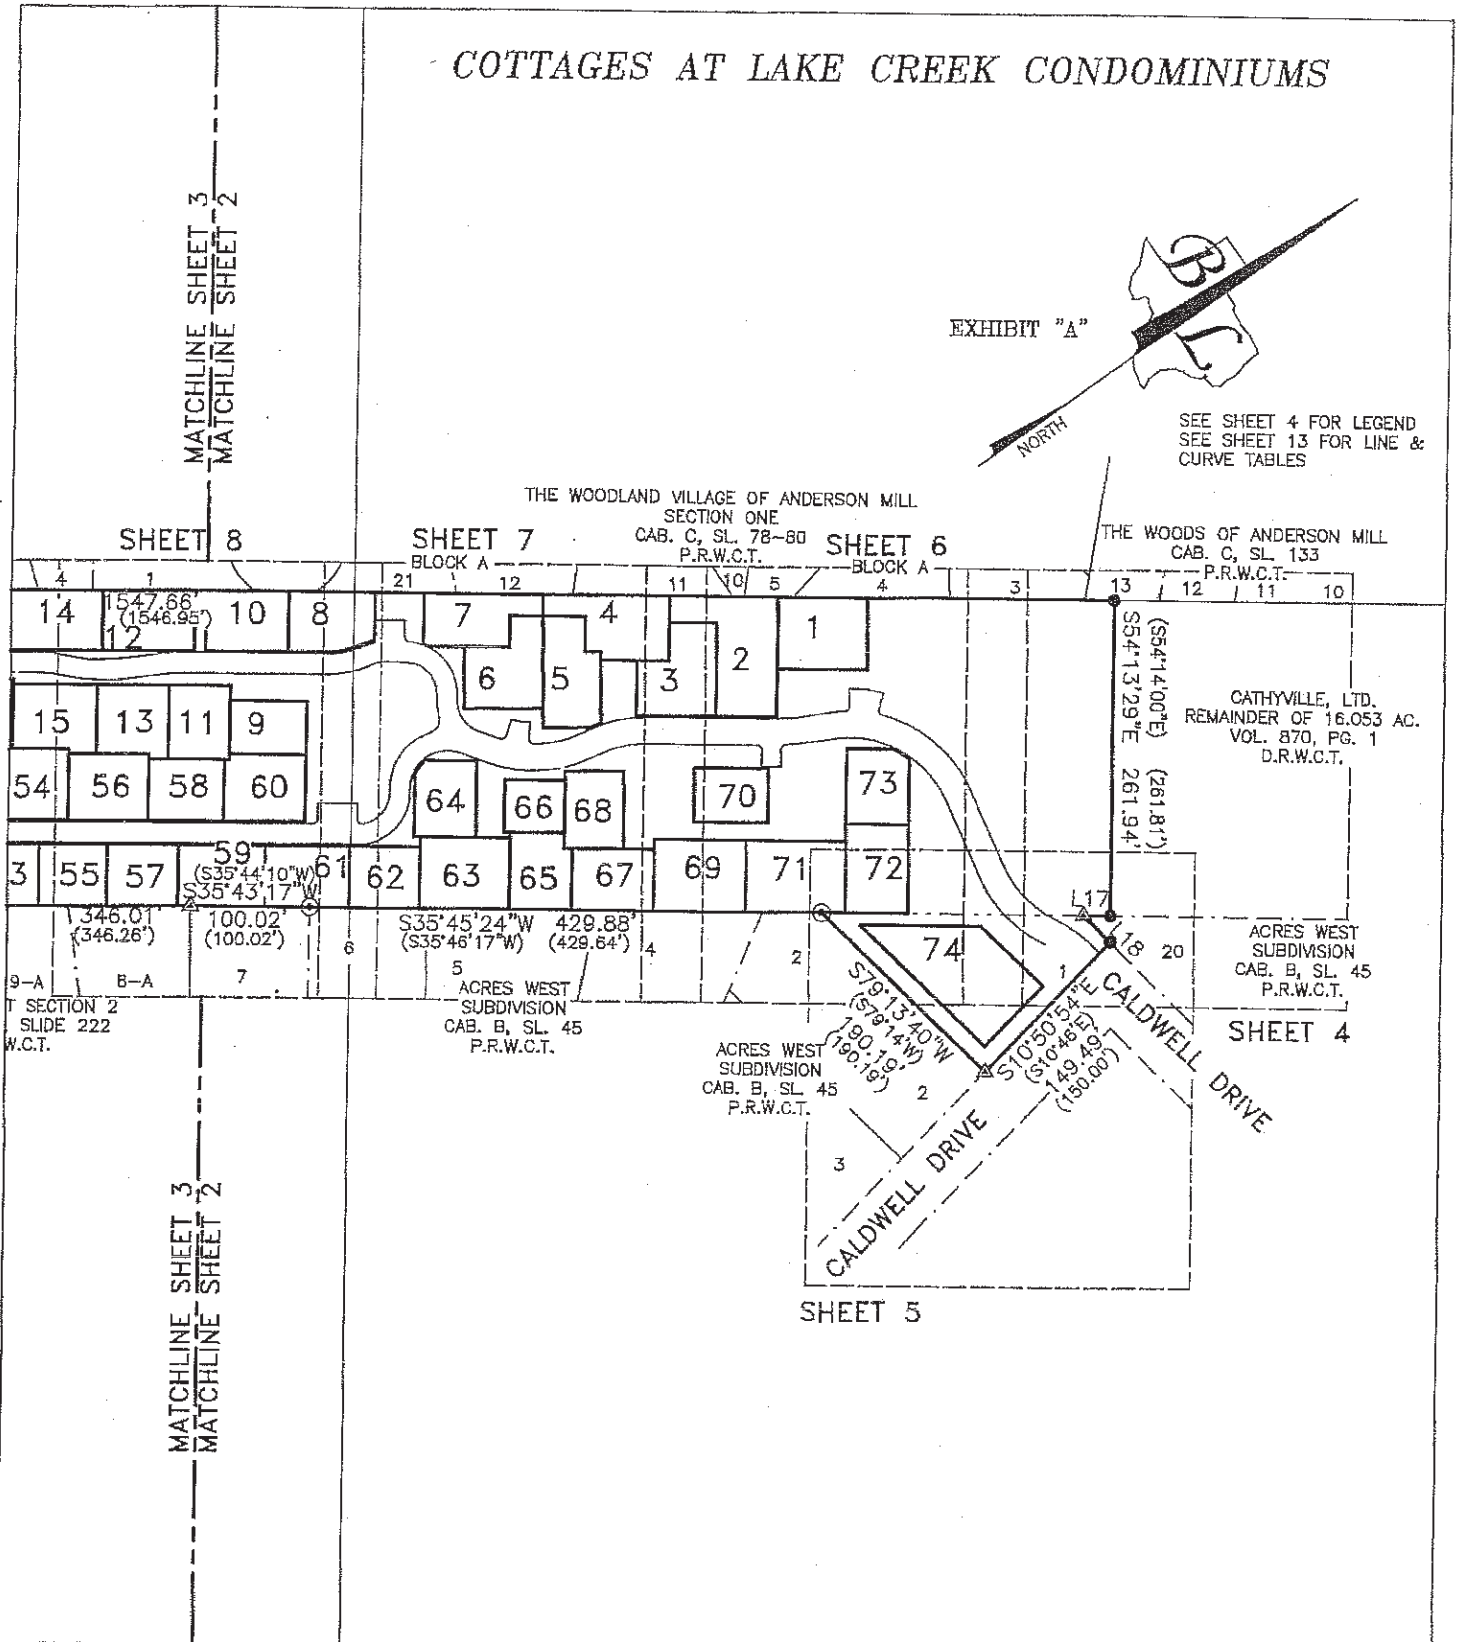 COTTAGES AT LAKE CREEK CONDOMINIUMS
MATCHLINE SHEET 3
MATCHLINE SHEET 2
EXHIBIT "A"
B
L
NORTH
SEE SHEET 4 FOR LEGEND
SEE SHEET 13 FOR LINE &
CURVE TABLES
THE WOODLAND VILLAGE OF ANDERSON MILL
SECTION ONE
CAB. C, SL. 78-80
P.R.W.C.T.
SHEET 8
SHEET 7
BLOCK A
SHEET 6
BLOCK A
THE WOODS OF ANDERSON MILL
CAB. C, SL. 133
P.R.W.C.T.
4 1 21 12 11 10 5 4 3 13 12 11 10
14 12 10 8 7 4 1
1547.66'
(1546.95')
6 5 3 2
(S54°14'00"E) (261.81')
S54°13'29"E 261.94'
CATHYVILLE, LTD.
REMAINDER OF 16.053 AC.
VOL. 870, PG. 1
D.R.W.C.T.
15 13 11 9
54 56 58 60 64 66 68 70 73
3 55 57 59 61 62 63 65 67 69 71 72
(S35°44'10"W)
S35°43'17"W
346.01'
(346.26')
100.02'
(100.02')
S35°45'24"W 429.88'
(S35°46'17"W) (429.64')
L17
L18
74
9-A 8-A 7 6 5 4 2 1 20
T SECTION 2
SLIDE 222
W.C.T.
ACRES WEST
SUBDIVISION
CAB. B, SL. 45
P.R.W.C.T.
ACRES WEST
SUBDIVISION
CAB. B, SL. 45
P.R.W.C.T.
SHEET 4
S79°13'40"W
(S79°14'W)
190.19'
(190.19')
S10°50'54"E
(S10°46'E)
149.49'
(150.00')
CALDWELL DRIVE
ACRES WEST
SUBDIVISION
CAB. B, SL. 45
P.R.W.C.T.
2
3
CALDWELL DRIVE
SHEET 5
MATCHLINE SHEET 3
MATCHLINE SHEET 2